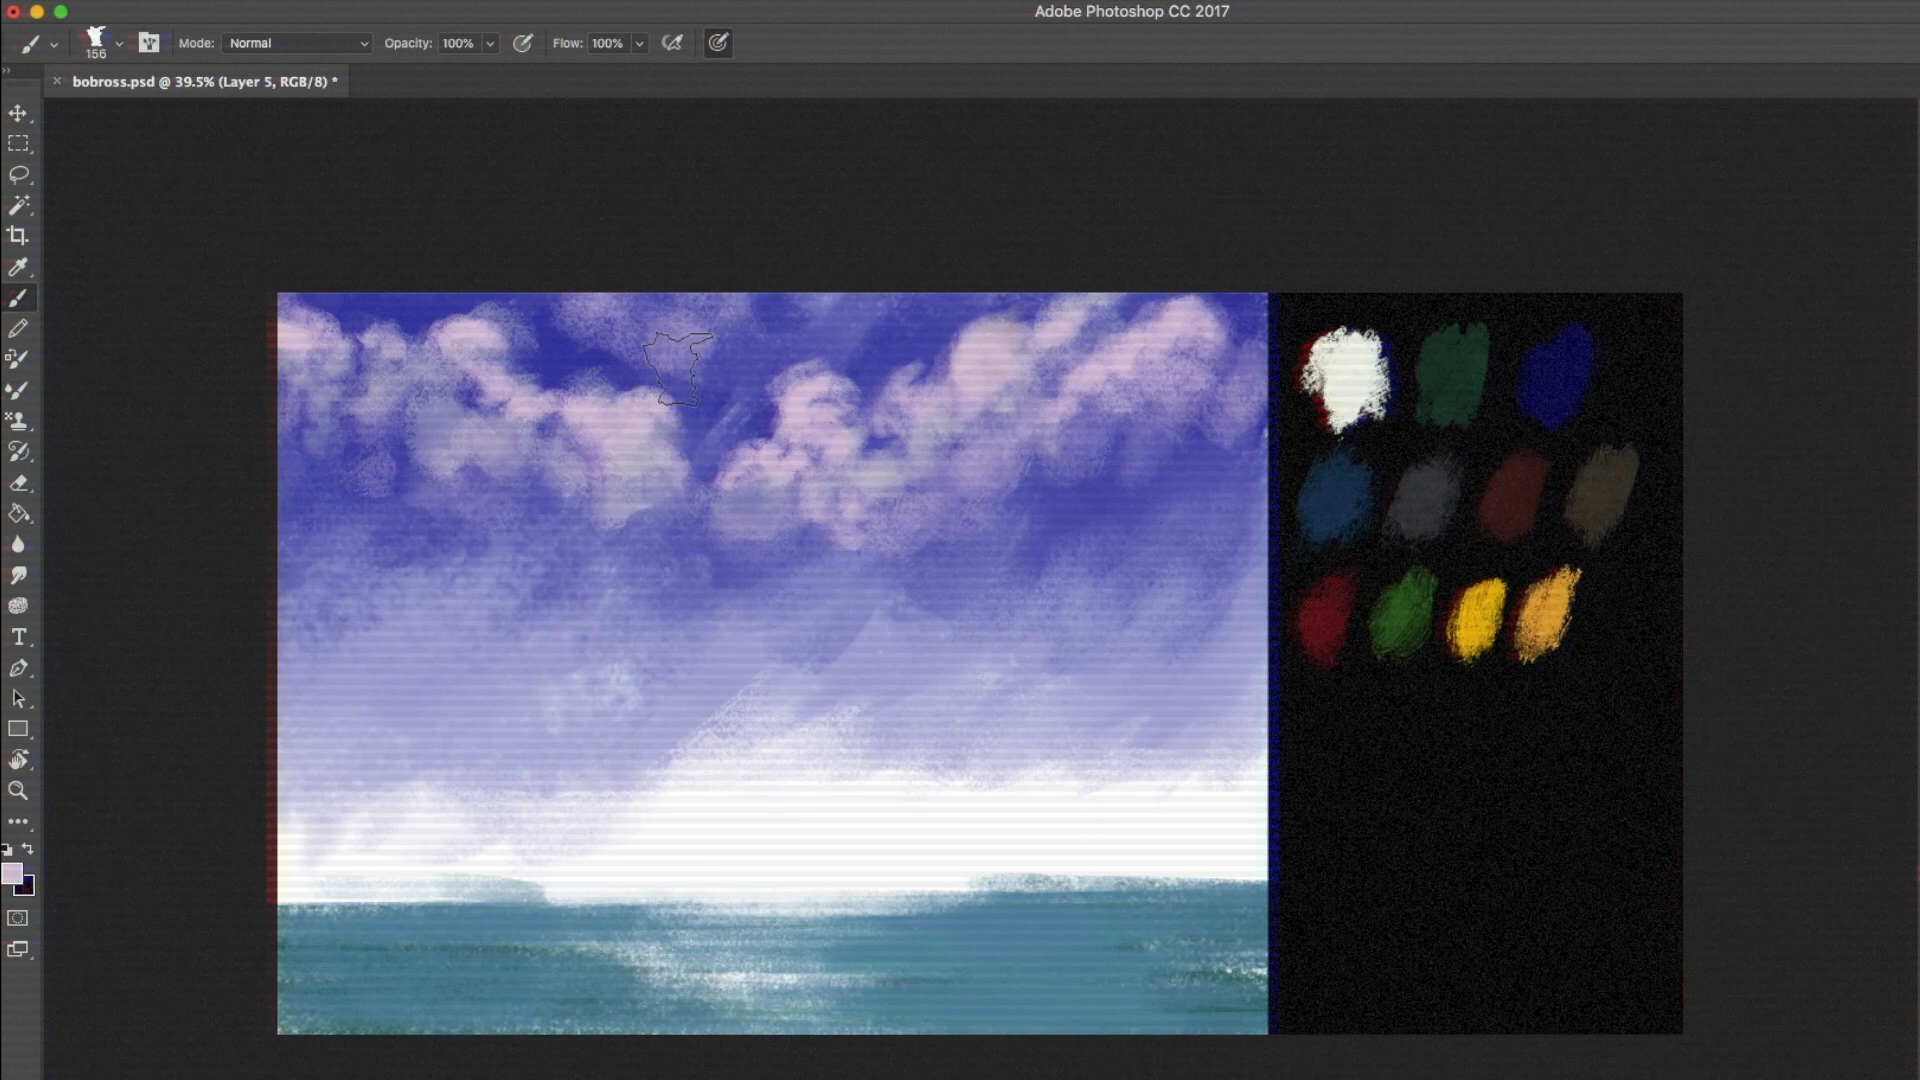 Adobe Photoshop CC 2017
156
Mode: Normal Opacity: 100% Flow: 100%
bobross.psd @ 39.5% (Layer 5, RGB/8) *